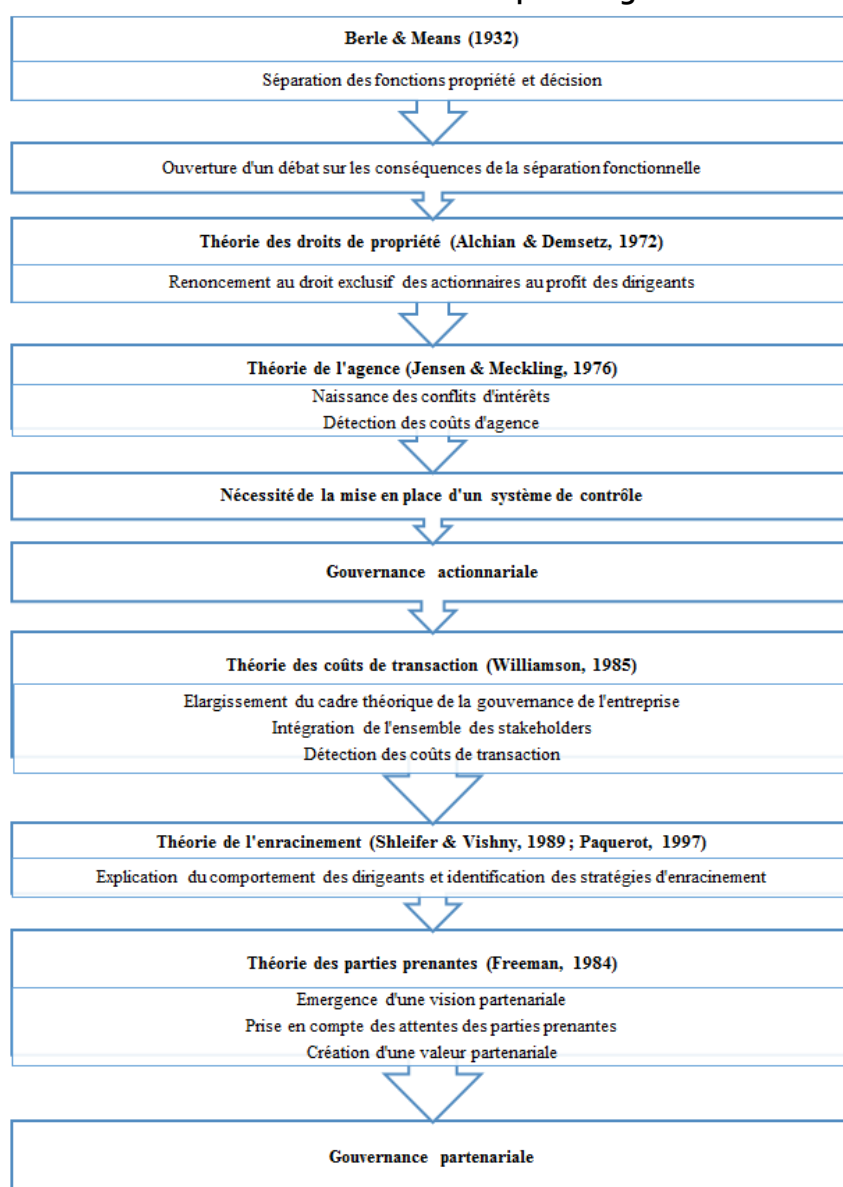 Berle & Means (1932)
Séparation des fonctions propriété et décision
Ouverture d'un débat sur les conséquences de la séparation fonctionnelle
Théorie des droits de propriété (Alchian & Demsetz, 1972)
Renoncement au droit exclusif des actionnaires au profit des dirigeants
Théorie de l'agence (Jensen & Meckling, 1976)
Naissance des conflits d'intérêts
Détection des coûts d'agence
Nécessité de la mise en place d'un système de contrôle
Gouvernance actionnariale
Théorie des coûts de transaction (Williamson, 1985)
Elargissement du cadre théorique de la gouvernance de l'entreprise
Intégration de l'ensemble des stakeholders
Détection des coûts de transaction
Théorie de l'enracinement (Shleifer & Vishny, 1989 ; Paquerot, 1997)
Explication du comportement des dirigeants et identification des stratégies d'enracinement
Théorie des parties prenantes (Freeman, 1984)
Emergence d'une vision partenariale
Prise en compte des attentes des parties prenantes
Création d'une valeur partenariale
Gouvernance partenariale